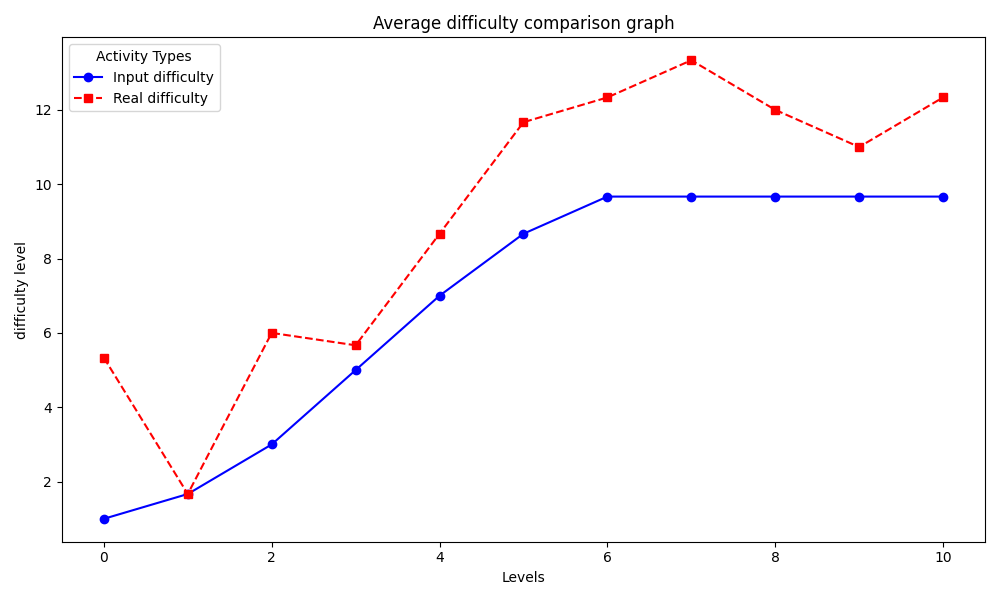 Average difficulty comparison graph
Activity Types
Input difficulty
Real difficulty
difficulty level
12
10
8
6
4
2
0
2
4
6
8
10
Levels